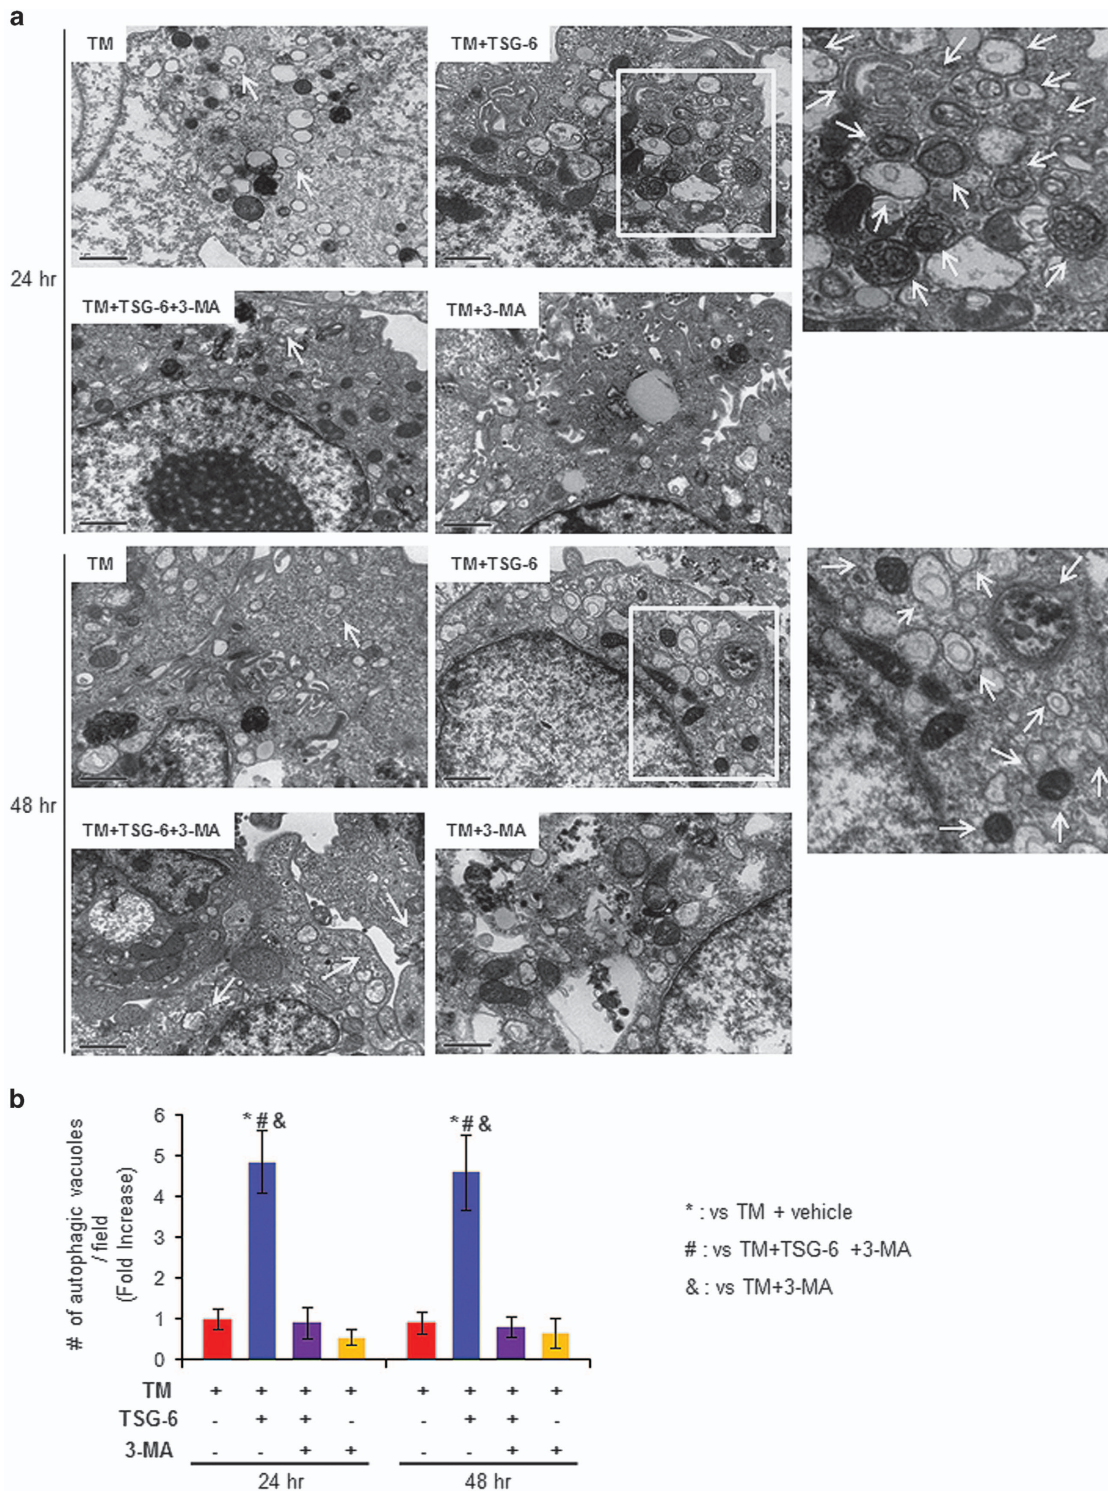 a
TM
TM+TSG-6
24 hr
TM+TSG-6+3-MA
TM+3-MA
TM
TM+TSG-6
48 hr
TM+TSG-6+3-MA
TM+3-MA
b
# of autophagic vacuoles
/ field
(Fold Increase)
6
5
4
3
2
1
0
* # &
* # &
* : vs TM + vehicle
# : vs TM+TSG-6 +3-MA
& : vs TM+3-MA
TM + + + + + + + +
TSG-6 - + + - - + + -
3-MA - - + + - - + +
24 hr 48 hr